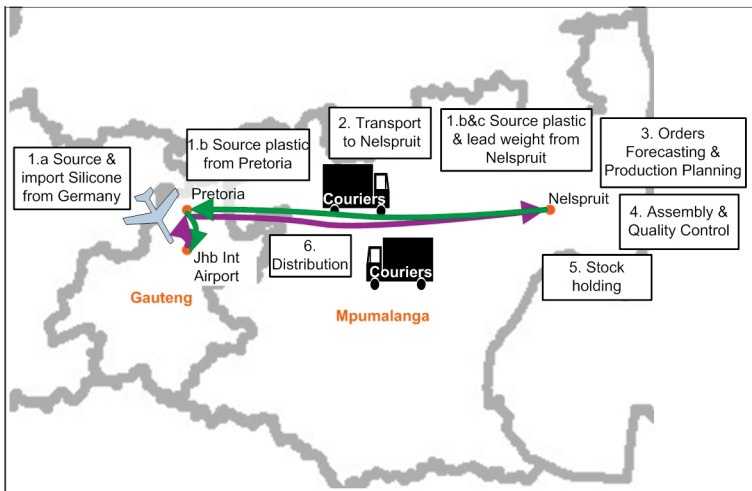 1.a Source &
import Silicone
from Germany
1.b Source plastic
from Pretoria
2. Transport
to Nelspruit
1.b&c Source plastic
& lead weight from
Nelspruit
3. Orders
Forecasting &
Production Planning
Pretoria
Couriers
Nelspruit
4. Assembly &
Quality Control
6.
Distribution
Couriers
Jhb Int
Airport
5. Stock
holding
Gauteng
Mpumalanga